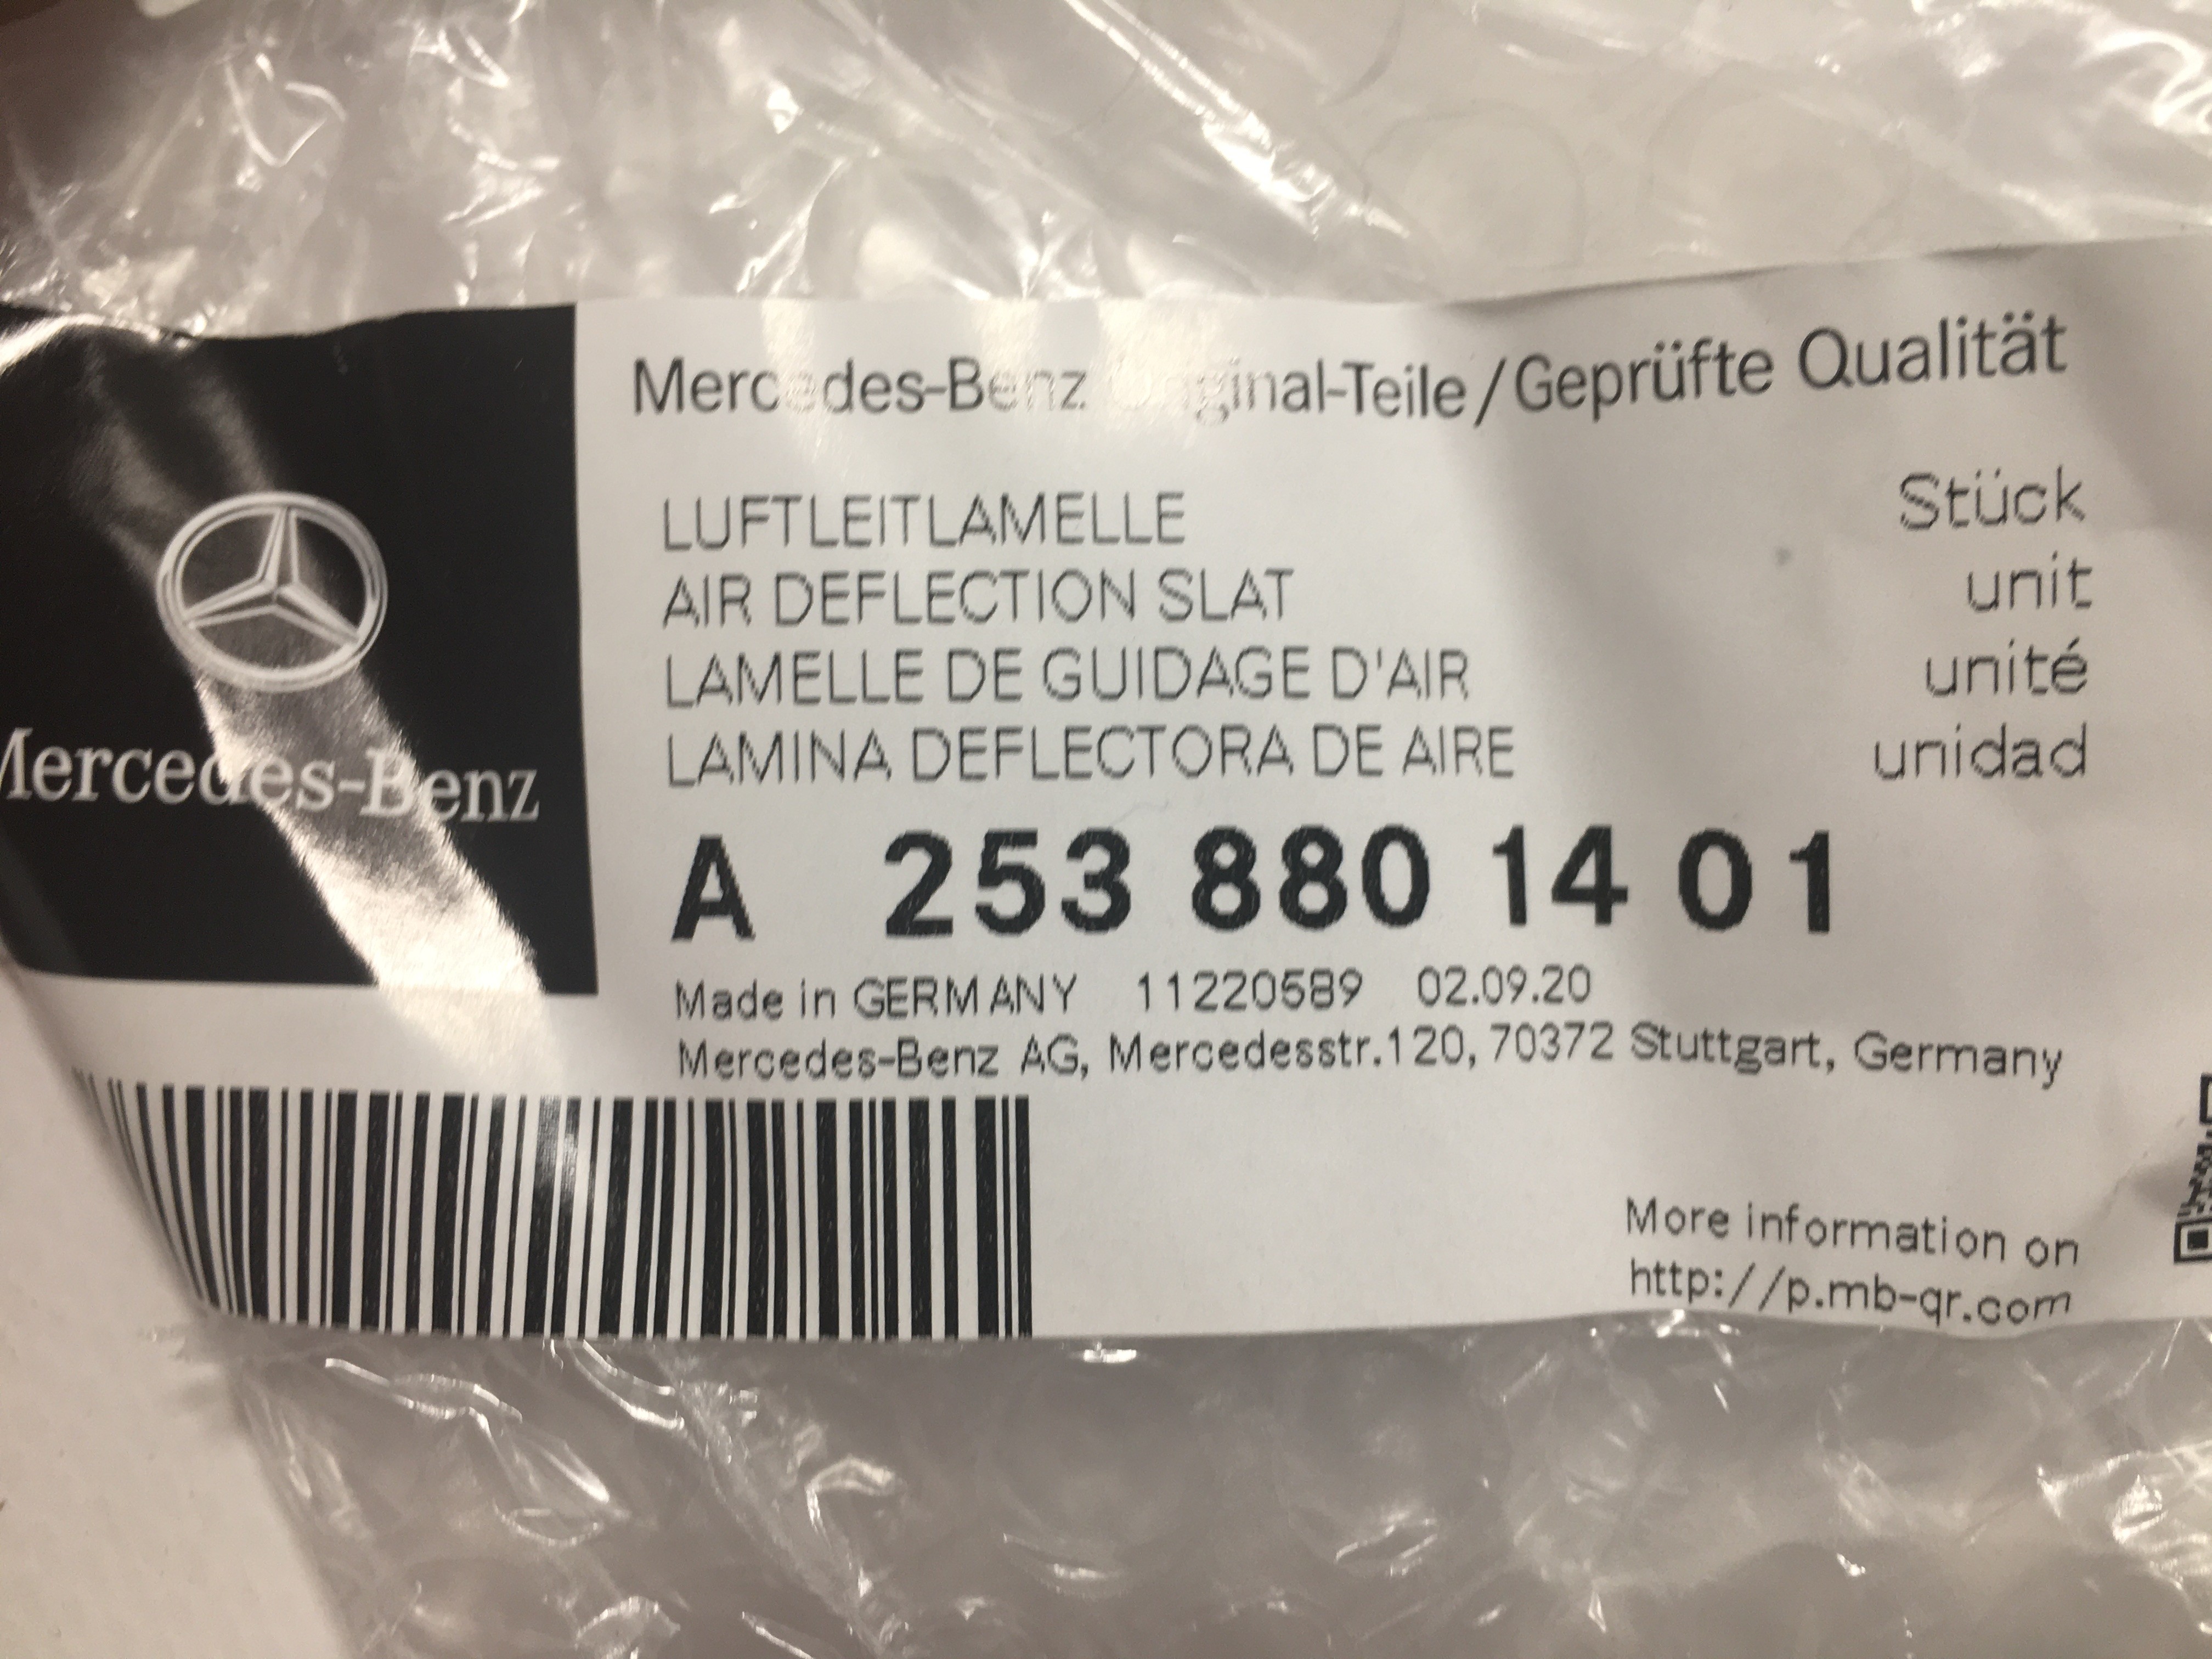 Mercedes-Benz Original-Teile/Geprüfte Qualität
LUFTLEITLAMELLE Stück
AIR DEFLECTION SLAT unit
LAMELLE DE GUIDAGE D'AIR unité
LAMINA DEFLECTORA DE AIRE unidad
Mercedes-Benz
A 253 880 14 01
Made in GERMANY 11220589 02.09.20
Mercedes-Benz AG, Mercedesstr.120, 70372 Stuttgart, Germany
More information on
http://p.mb-qr.com